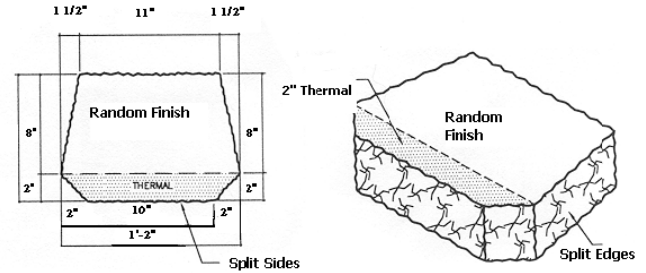 1 1/2"
11"
1 1/2"
Random Finish
8"
8"
THERMAL
2"
2"
2"
10"
2"
1'-2"
Split Sides
2" Thermal
Random
Finish
Split Edges